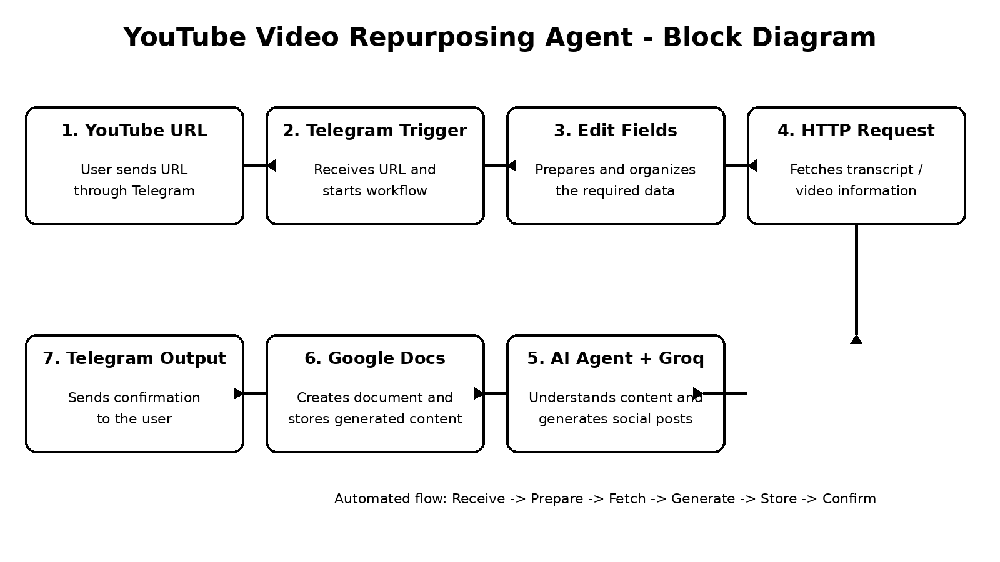 YouTube Video Repurposing Agent - Block Diagram
1. YouTube URL
User sends URL
through Telegram
2. Telegram Trigger
Receives URL and
starts workflow
3. Edit Fields
Prepares and organizes
the required data
4. HTTP Request
Fetches transcript /
video information
7. Telegram Output
Sends confirmation
to the user
6. Google Docs
Creates document and
stores generated content
5. AI Agent + Groq
Understands content and
generates social posts
Automated flow: Receive -> Prepare -> Fetch -> Generate -> Store -> Confirm